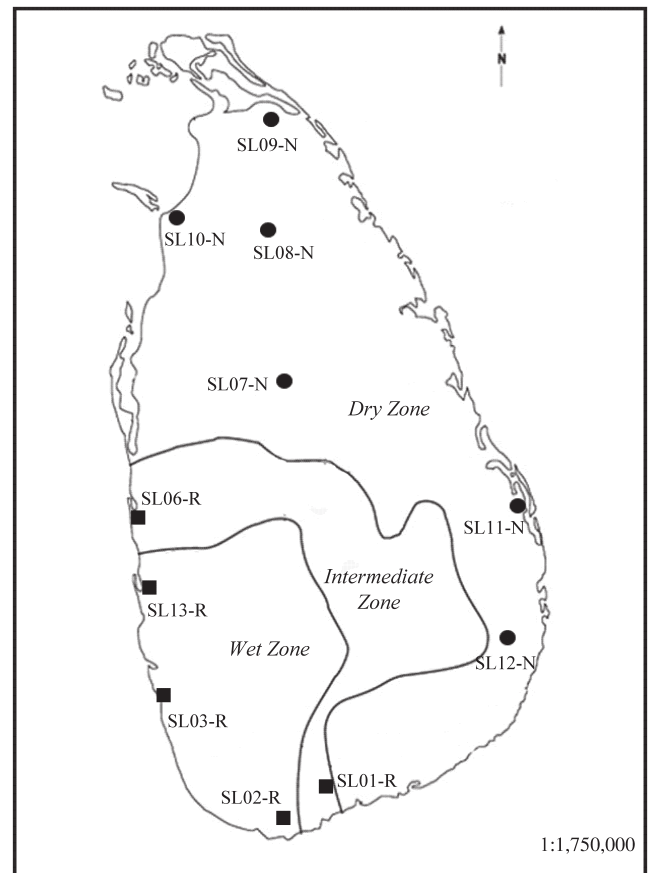 N
SL09-N
SL10-N
SL08-N
SL07-N
Dry Zone
SL06-R
SL11-N
Intermediate
Zone
SL13-R
Wet Zone
SL12-N
SL03-R
SL01-R
SL02-R
1:1,750,000